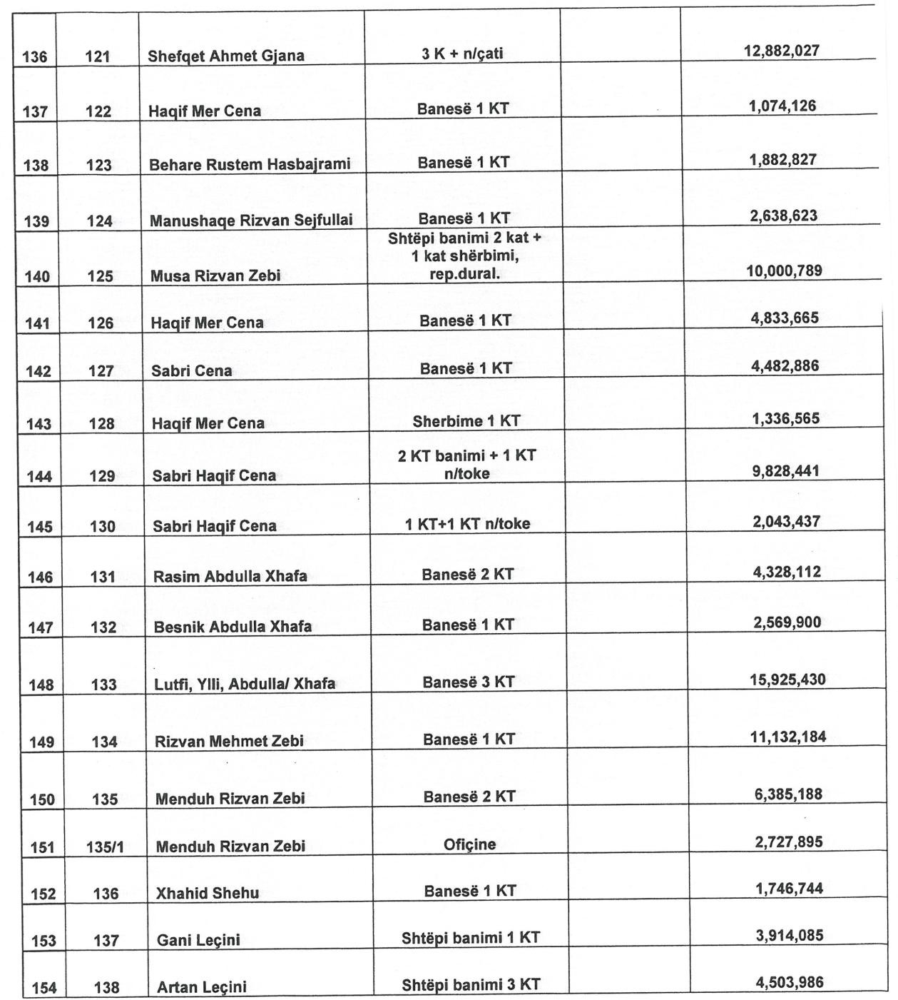 136 121 Shefqet Ahmet Gjana 3 K + n/çati 12,882,027
137 122 Haqif Mer Cena Banesë 1 KT 1,074,126
138 123 Behare Rustem Hasbajrami Banesë 1 KT 1,882,827
139 124 Manushaqe Rizvan Sejfullai Banesë 1 KT 2,638,623
Shtëpi banimi 2 kat +
1 kat shërbimi,
140 125 Musa Rizvan Zebi rep.dural. 10,000,789
141 126 Haqif Mer Cena Banesë 1 KT 4,833,665
142 127 Sabri Cena Banesë 1 KT 4,482,886
143 128 Haqif Mer Cena Sherbime 1 KT 1,336,565
2 KT banimi + 1 KT
144 129 Sabri Haqif Cena n/toke 9,828,441
145 130 Sabri Haqif Cena 1 KT+1 KT n/toke 2,043,437
146 131 Rasim Abdulla Xhafa Banesë 2 KT 4,328,112
147 132 Besnik Abdulla Xhafa Banesë 1 KT 2,569,900
148 133 Lutfi, Ylli, Abdulla/ Xhafa Banesë 3 KT 15,925,430
149 134 Rizvan Mehmet Zebi Banesë 1 KT 11,132,184
150 135 Menduh Rizvan Zebi Banesë 2 KT 6,385,188
151 135/1 Menduh Rizvan Zebi Ofiçine 2,727,895
152 136 Xhahid Shehu Banesë 1 KT 1,746,744
153 137 Gani Leçini Shtëpi banimi 1 KT 3,914,085
154 138 Artan Leçini Shtëpi banimi 3 KT 4,503,986